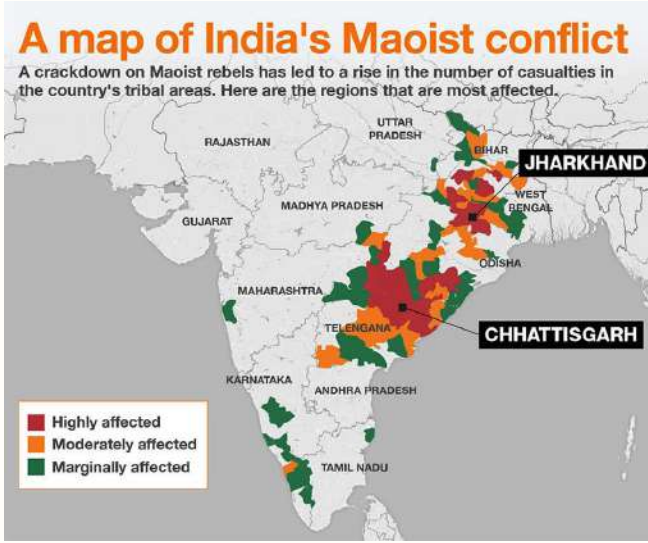 A map of India's Maoist conflict
A crackdown on Maoist rebels has led to a rise in the number of casualties in
the country's tribal areas. Here are the regions that are most affected.
UTTAR
PRADESH
RAJASTHAN
BIHAR
JHARKHAND
WEST
BENGAL
MADHYA PRADESH
GUJARAT
ODISHA
MAHARASHTRA
TELENGANA
CHHATTISGARH
KARNATAKA
ANDHRA PRADESH
Highly affected
Moderately affected
Marginally affected
TAMIL NADU